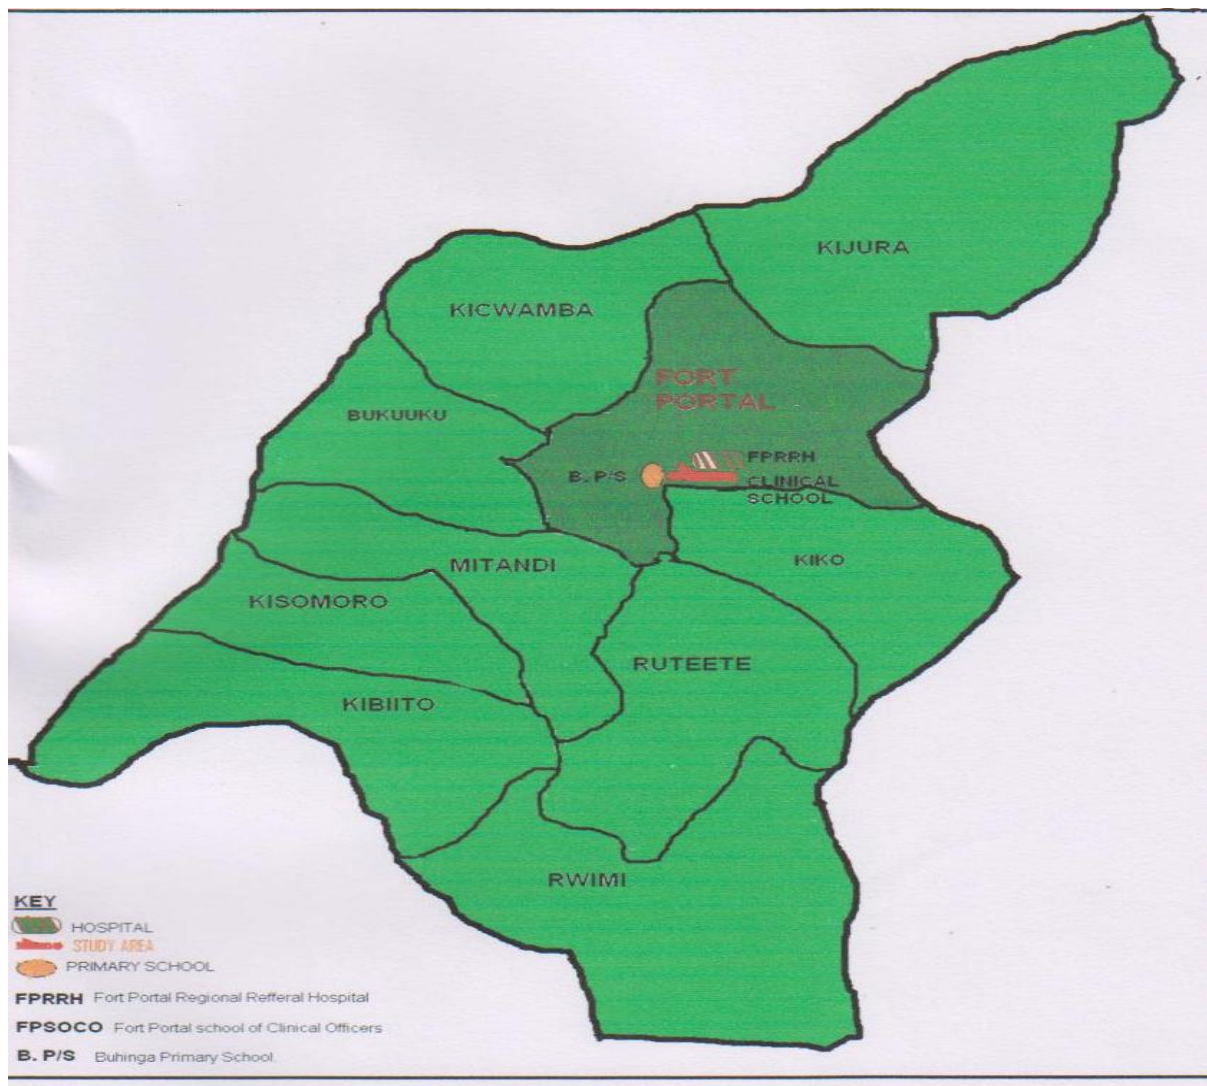 KIJURA
KICWAMBA
FORT
PORTAL
BUKUUKU
B. P/S
FPRRH
CLINICAL
SCHOOL
MITANDI
KIKO
KISOMORO
RUTEETE
KIBIITO
RWIMI
KEY
HOSPITAL
STUDY AREA
PRIMARY SCHOOL
FPRRH Fort Portal Regional Refferal Hospital
FPSOCO Fort Portal school of Clinical Officers
B. P/S Buhinga Primary School